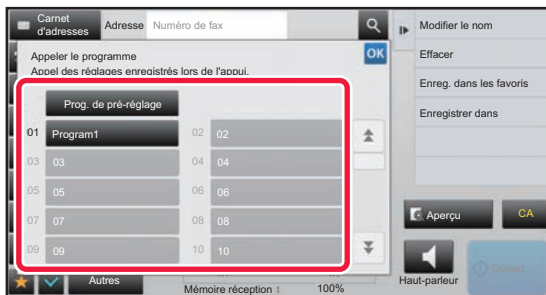 Carnet
d'adresses
Adresse
Numéro de fax
Modifier le nom
Appeler le programme
OK
Effacer
Appel des réglages enregistrés lors de l'appui.
Enreg. dans les favoris
Prog. de pré-réglage
Enregistrer dans
01 Program1
02 02
03 03
04 04
05 05
06 06
07 07
08 08
Aperçu
CA
09 09
10 10
Autres
Mémoire réception :
100%
Haut-parleur
Départ